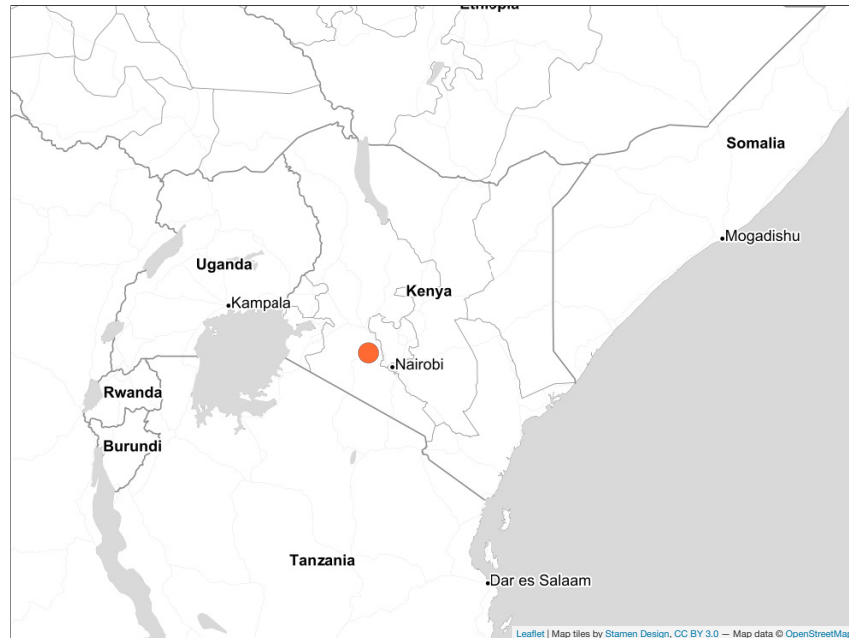 Ethiopia
Somalia
Mogadishu
Uganda
Kenya
Kampala
Nairobi
Rwanda
Burundi
Tanzania
Dar es Salaam
Leaflet | Map tiles by Stamen Design, CC BY 3.0 — Map data © OpenStreetMap